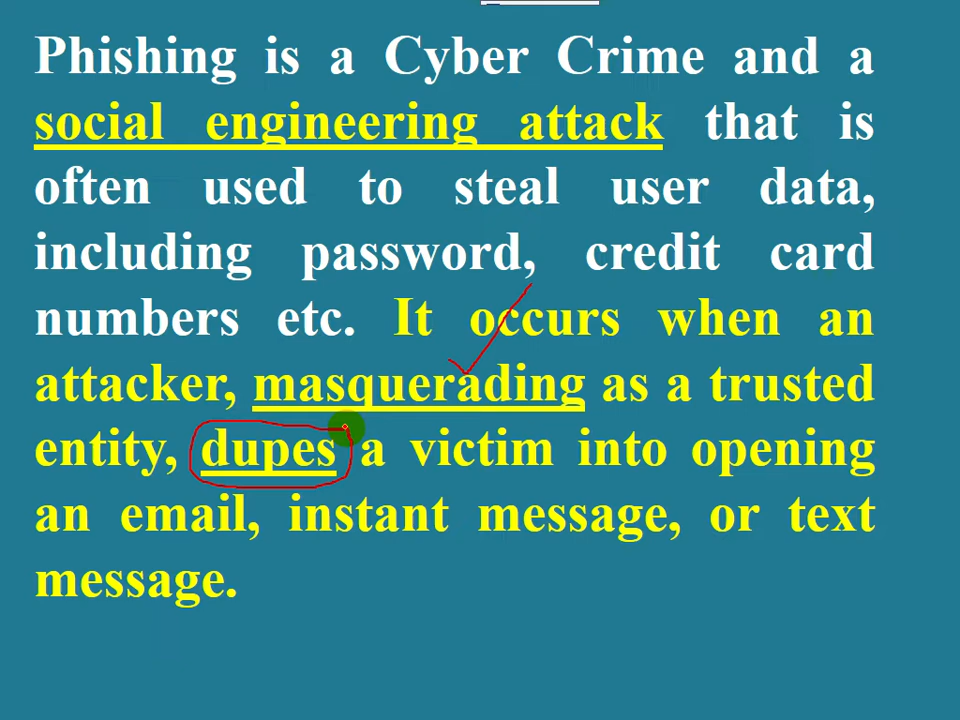 Phishing is a Cyber Crime and a
social engineering attack that is
often used to steal user data,
including password, credit card
numbers etc. It occurs when an
attacker, masquerading as a trusted
entity, dupes a victim into opening
an email, instant message, or text
message.